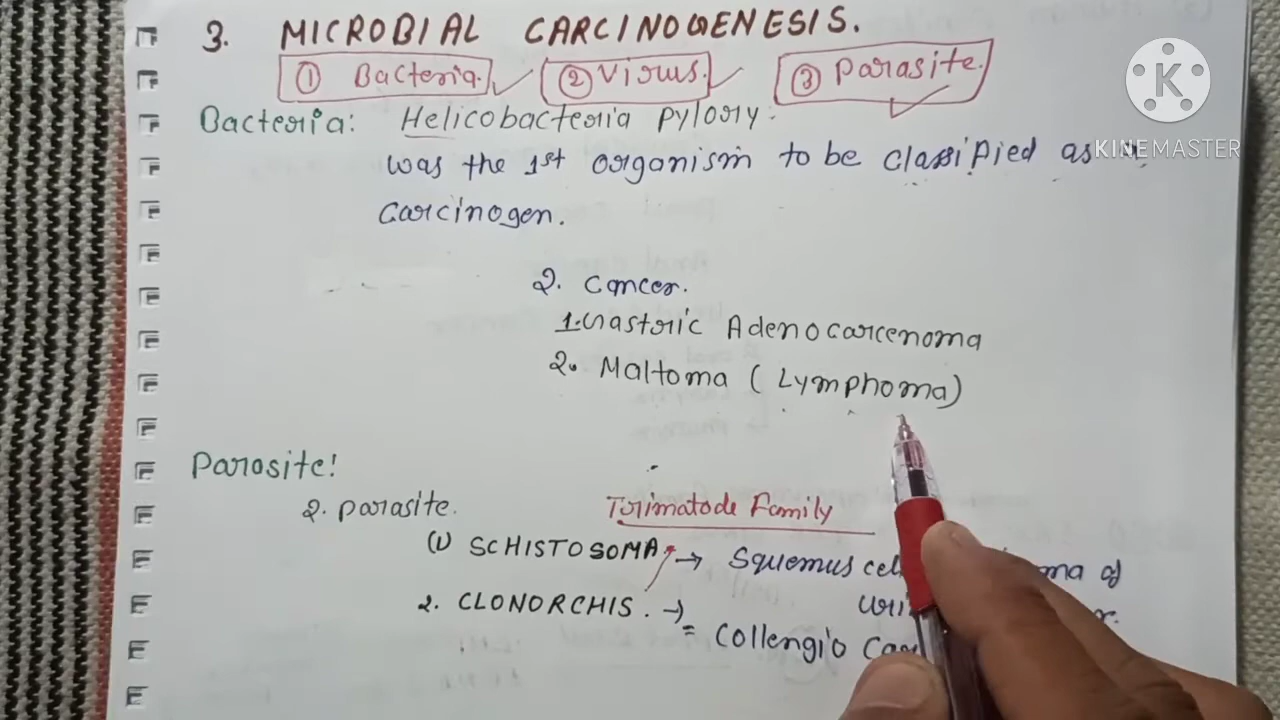 3. MICROBIAL CARCINOGENESIS.
① Bacteria. ② Virus. ③ Parasite.
K
KINEMASTER
Bacteria: Helicobacteria Pylory.
was the 1st organism to be classified as
carcinogen.
2. Cancer.
1. Gastric Adenocarcenoma
2. Maltoma (Lymphoma)
Parasite!
2. parasite.
Trimatode Family
(1) SCHISTOSOMA → Squemus of
2. CLONORCHIS. → Collengio